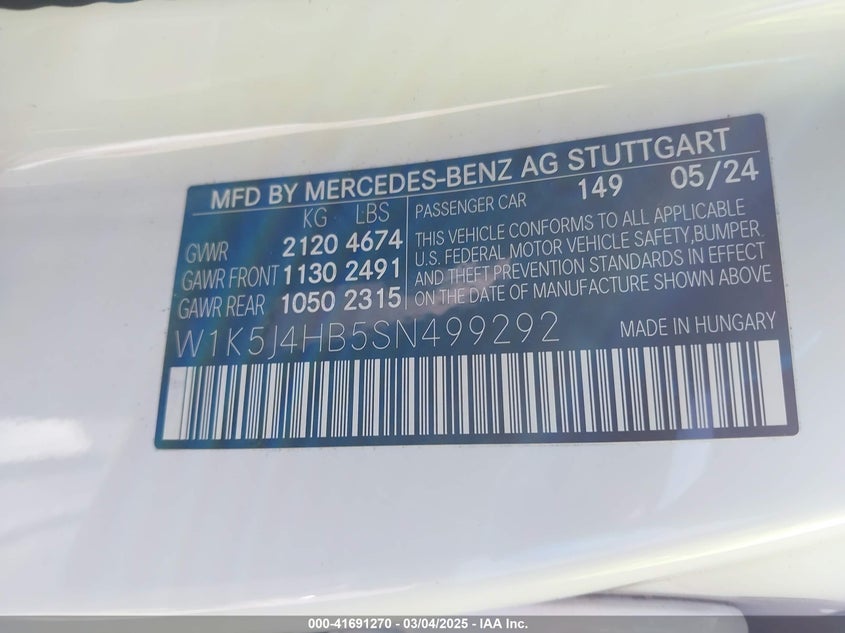 MFD BY MERCEDES-BENZ AG STUTTGART
KG LBS
GVWR 2120 4674
GAWR FRONT 1130 2491
GAWR REAR 1050 2315
PASSENGER CAR 149 05/24
THIS VEHICLE CONFORMS TO ALL APPLICABLE
U.S. FEDERAL MOTOR VEHICLE SAFETY,BUMPER
AND THEFT PREVENTION STANDARDS IN EFFECT
ON THE DATE OF MANUFACTURE SHOWN ABOVE
W1K5J4HB5SN499292
MADE IN HUNGARY
000-41691270 - 03/04/2025 - IAA Inc.